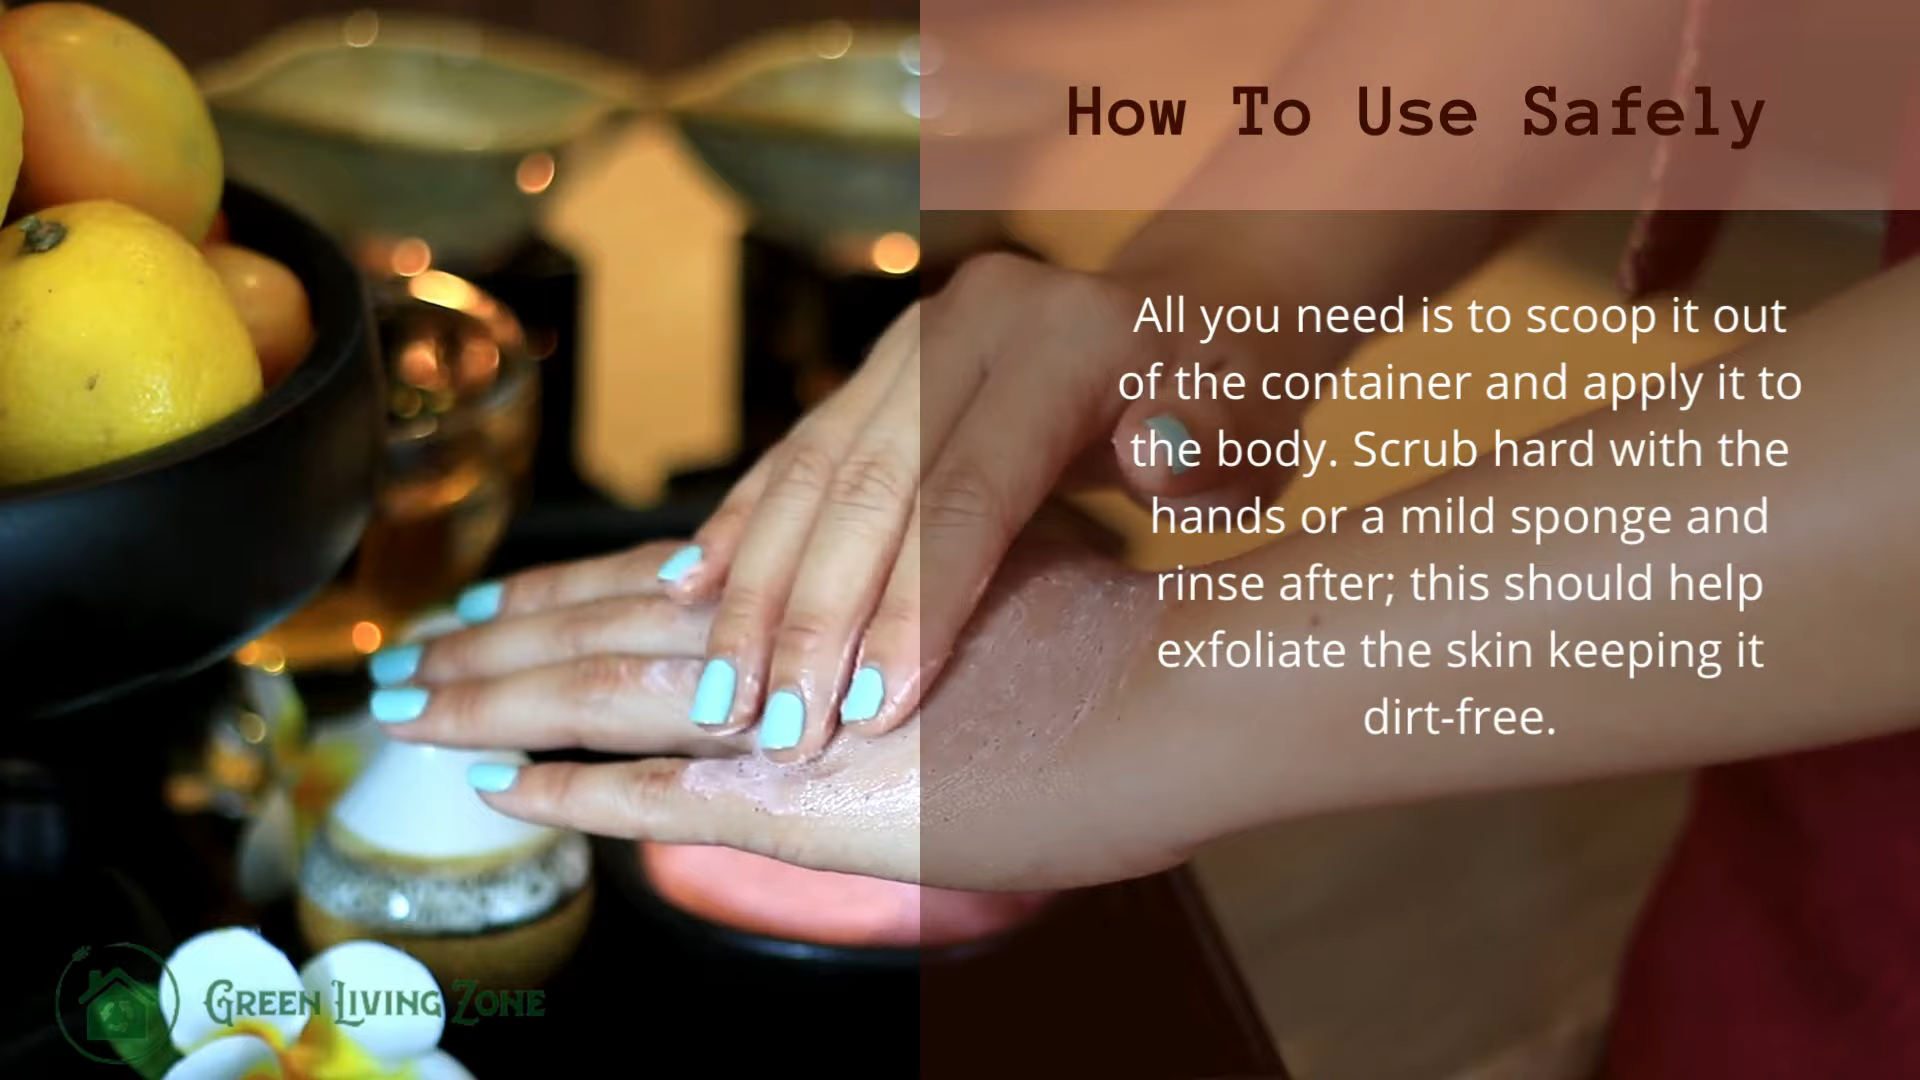 How To Use Safely
All you need is to scoop it out
of the container and apply it to
the body. Scrub hard with the
hands or a mild sponge and
rinse after; this should help
exfoliate the skin keeping it
dirt-free.
Green Living Zone